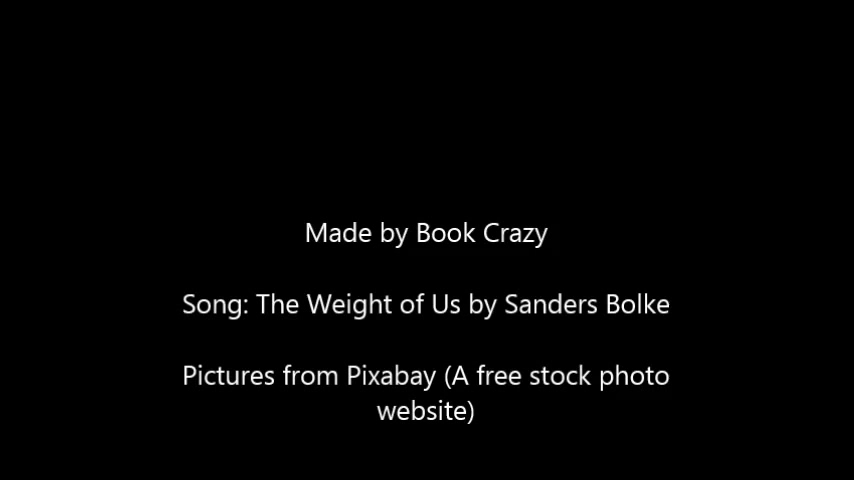 Made by Book Crazy
Song: The Weight of Us by Sanders Bolke
Pictures from Pixabay (A free stock photo
website)